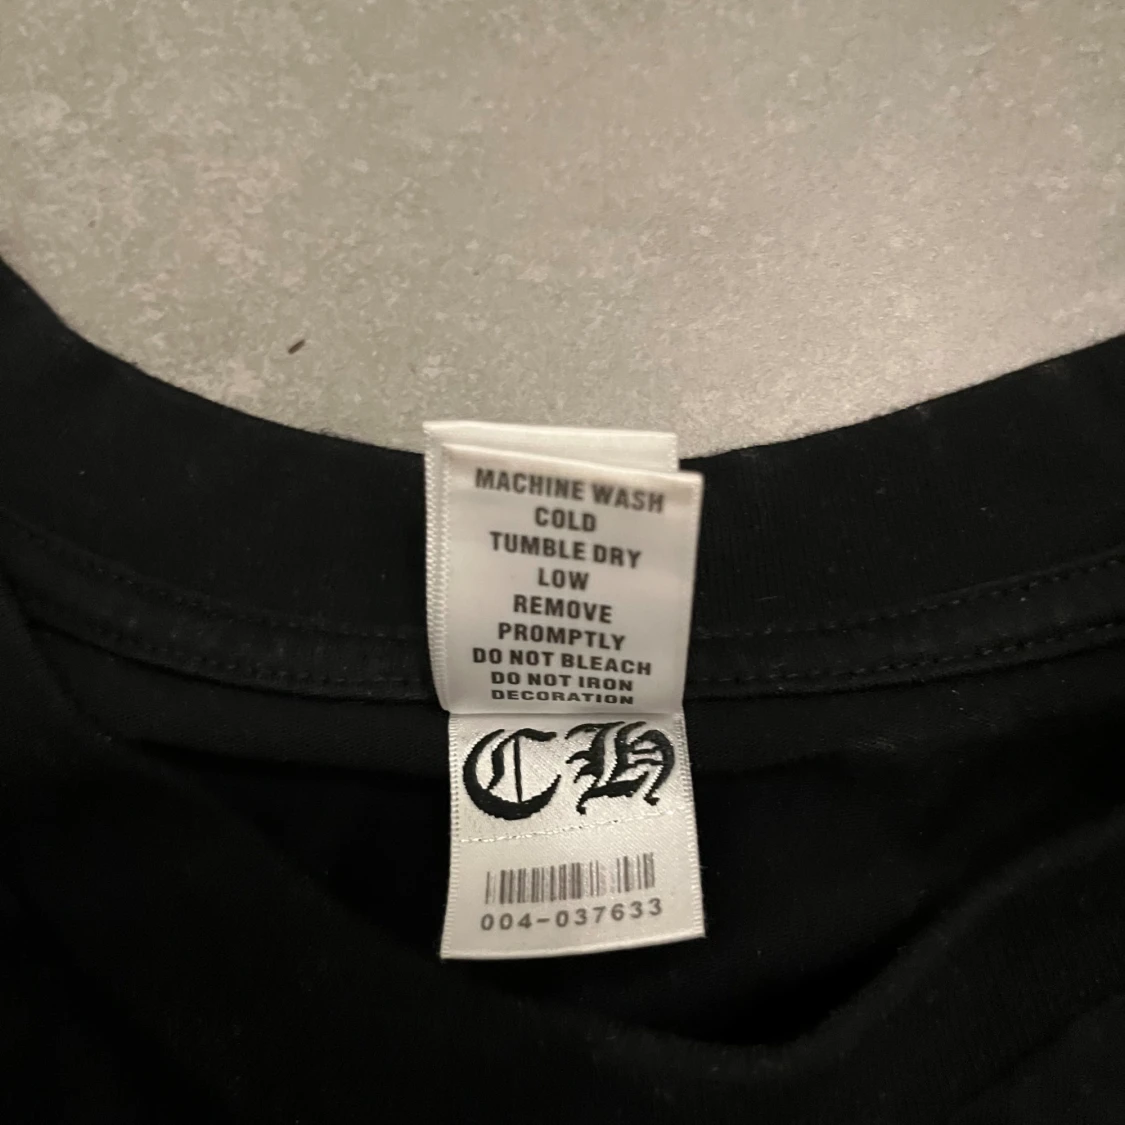 MACHINE WASH
COLD
TUMBLE DRY
LOW
REMOVE
PROMPTLY
DO NOT BLEACH
DO NOT IRON
DECORATION
CH
004-037633